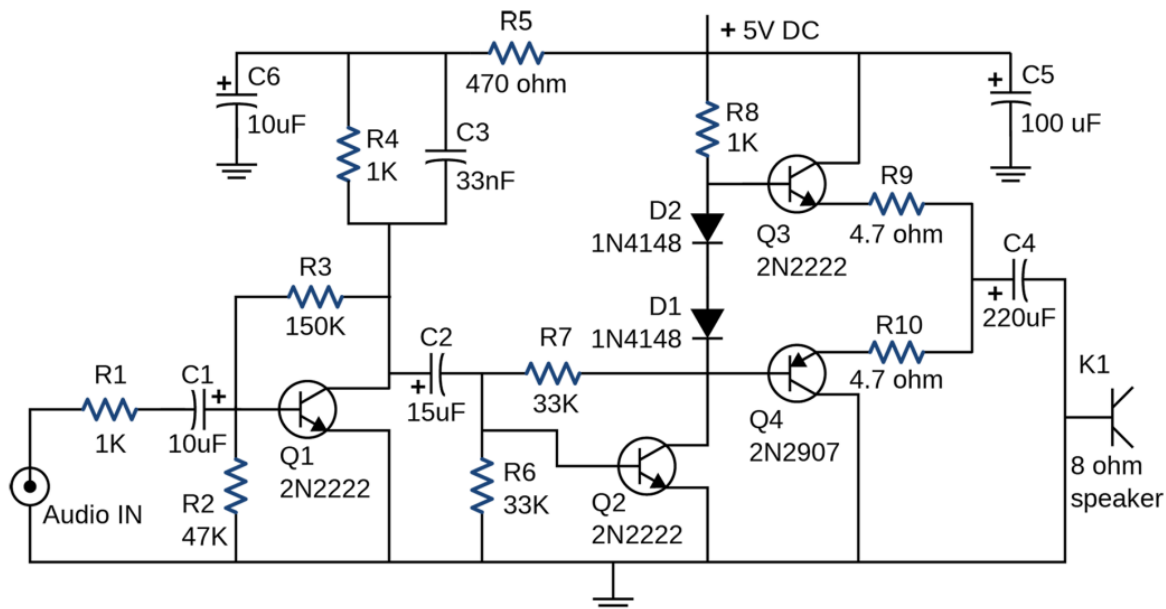 R5
470 ohm
+ 5V DC
+ C6
10uF
R4
1K
C3
33nF
R8
1K
+ C5
100 uF
R9
4.7 ohm
D2
1N4148
Q3
2N2222
C4
+
220uF
R3
150K
D1
1N4148
R10
4.7 ohm
C2
+
15uF
R7
33K
Q4
2N2907
K1
8 ohm
speaker
R1
1K
C1
+
10uF
Q1
2N2222
R2
47K
Audio IN
R6
33K
Q2
2N2222